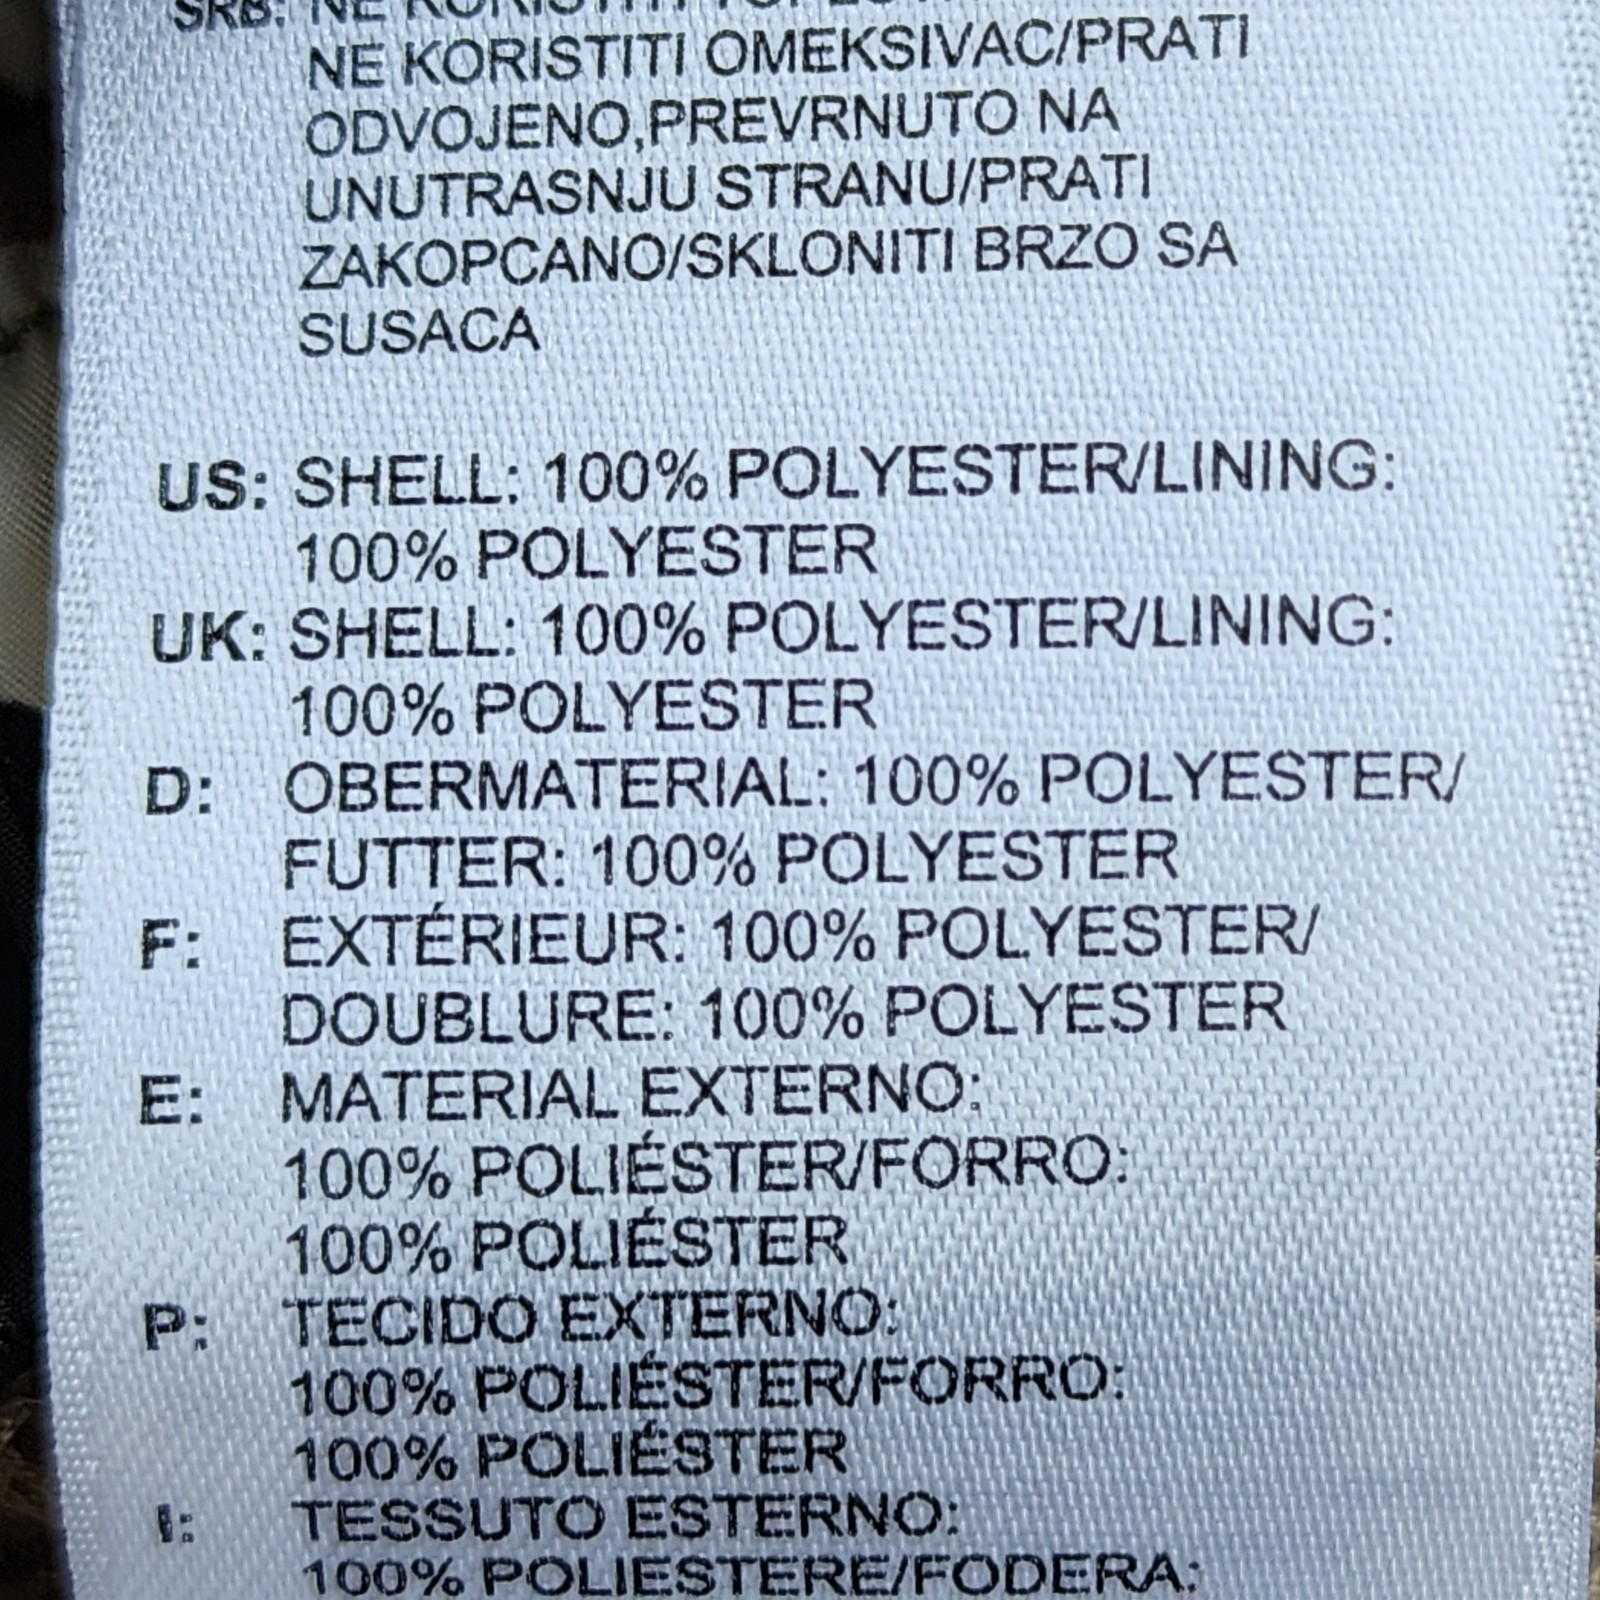 SRB: NE KORISTITI
NE KORISTITI OMEKSIVAC/PRATI
ODVOJENO,PREVRNUTO NA
UNUTRASNJU STRANU/PRATI
ZAKOPCANO/SKLONITI BRZO SA
SUSACA
US: SHELL: 100% POLYESTER/LINING:
100% POLYESTER
UK: SHELL: 100% POLYESTER/LINING:
100% POLYESTER
D: OBERMATERIAL: 100% POLYESTER/
FUTTER: 100% POLYESTER
F: EXTÉRIEUR: 100% POLYESTER/
DOUBLURE: 100% POLYESTER
E: MATERIAL EXTERNO:
100% POLIÉSTER/FORRO:
100% POLIÉSTER
P: TECIDO EXTERNO:
100% POLIÉSTER/FORRO:
100% POLIÉSTER
I: TESSUTO ESTERNO:
100% POLIESTERE/FODERA: